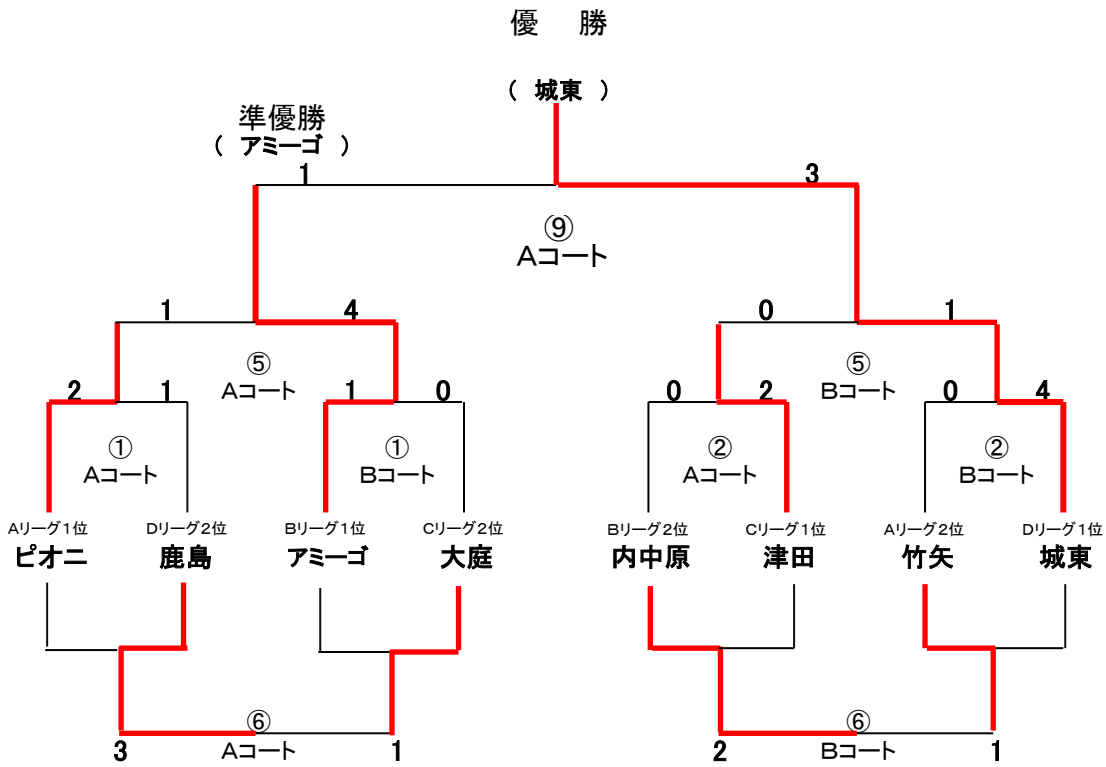 優　勝
（ 城東 ）
準優勝
（ アミーゴ ）
1 3
⑨
Aコート
1 4 0 1
⑤ ⑤
Aコート Bコート
2 1 1 0 0 2 0 4
① ① ② ②
Aコート Bコート Aコート Bコート
Aリーグ1位 Dリーグ2位 Bリーグ1位 Cリーグ2位 Bリーグ2位 Cリーグ1位 Aリーグ2位 Dリーグ1位
ピオニ 鹿島 アミーゴ 大庭 内中原 津田 竹矢 城東
⑥ ⑥
3 Aコート 1 2 Bコート 1